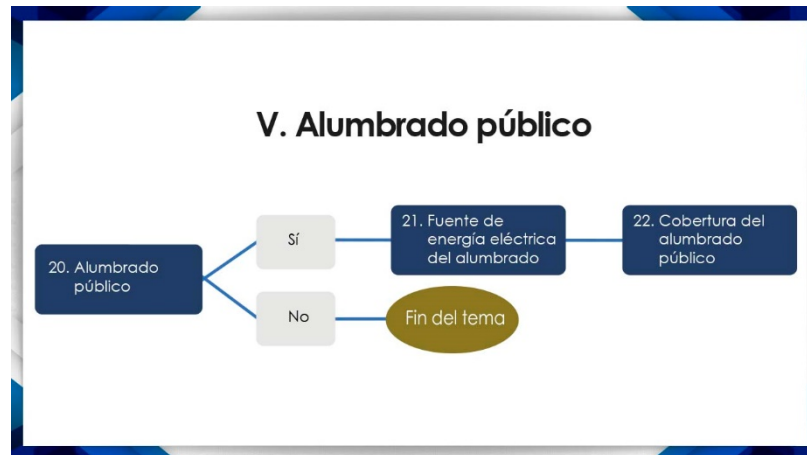 V. Alumbrado público
20. Alumbrado
público
Sí
21. Fuente de
energía eléctrica
del alumbrado
22. Cobertura del
alumbrado
público
No
Fin del tema